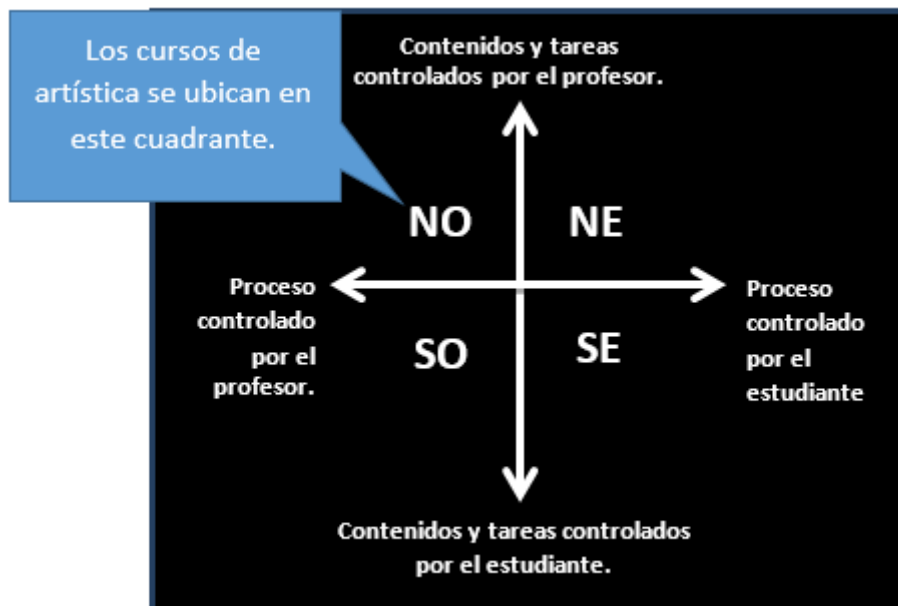 Los cursos de
artística se ubican en
este cuadrante.
Contenidos y tareas
controlados por el profesor.
NO
NE
Proceso
controlado
por el
profesor.
Proceso
controlado
por el
estudiante
SO
SE
Contenidos y tareas controlados
por el estudiante.